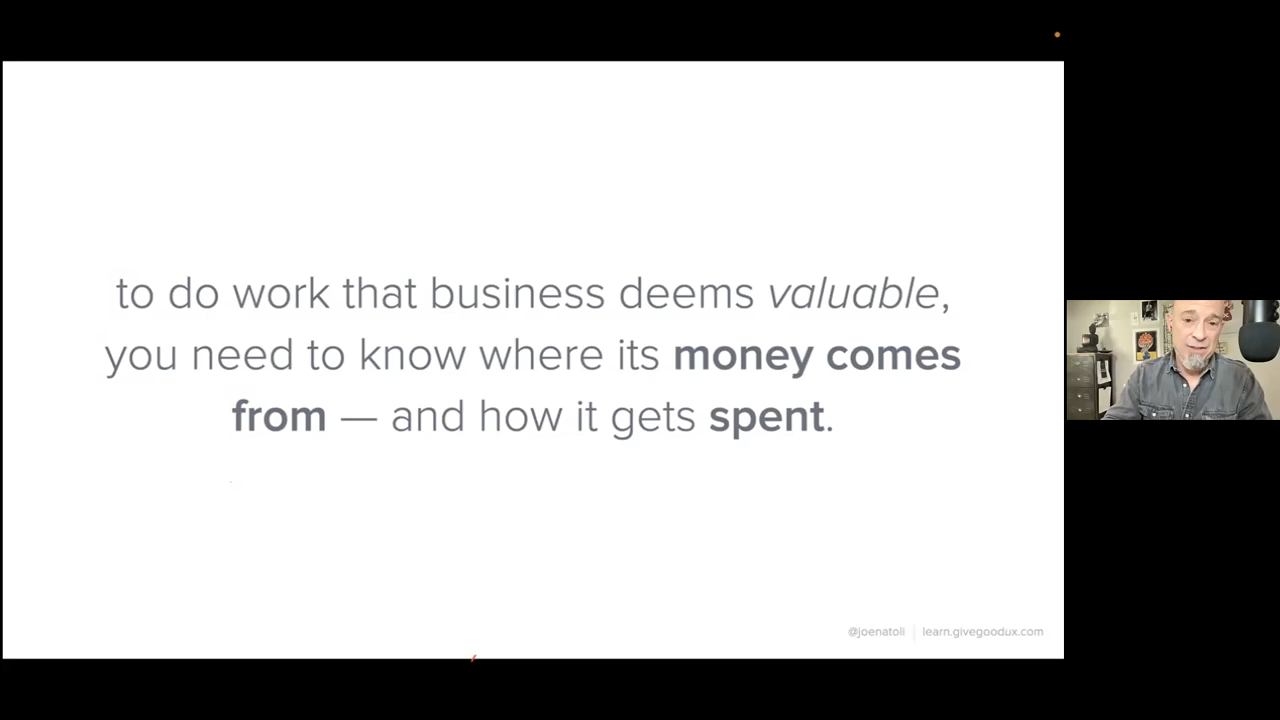 to do work that business deems valuable,
you need to know where its money comes
from — and how it gets spent.
@joenatoli | learn.givegoodux.com